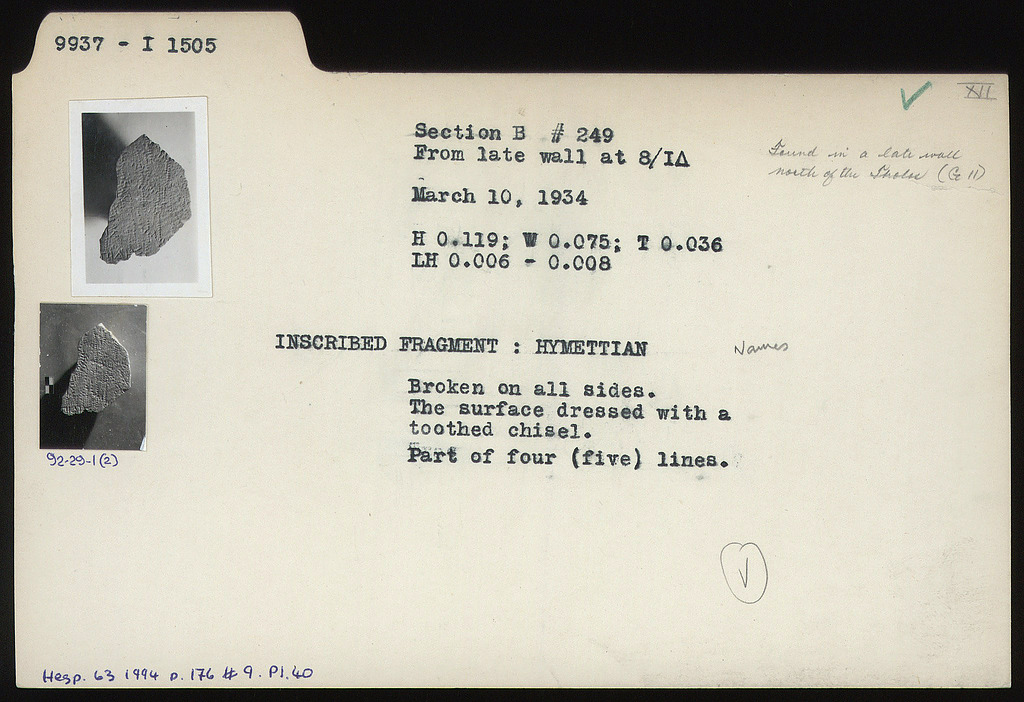 9937 - I 1505
XII
Section B # 249
From late wall at 8/ΙΔ
Found in a late wall
north of the Tholos (G 11)
March 10, 1934
H 0.119; W 0.075; T 0.036
LH 0.006 - 0.008
INSCRIBED FRAGMENT : HYMETTIAN
Names
Broken on all sides.
The surface dressed with a
toothed chisel.
Part of four (five) lines.
92-29-1(2)
V
Hesp. 63 1994 p. 176 # 9. Pl. 40